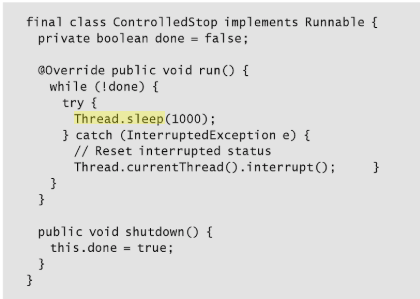 final class ControlledStop implements Runnable {
  private boolean done = false;

  @Override public void run() {
    while (!done) {
      try {
        Thread.sleep(1000);
      } catch (InterruptedException e) {
        // Reset interrupted status
        Thread.currentThread().interrupt();     }
    }
  }

  public void shutdown() {
    this.done = true;
  }
}